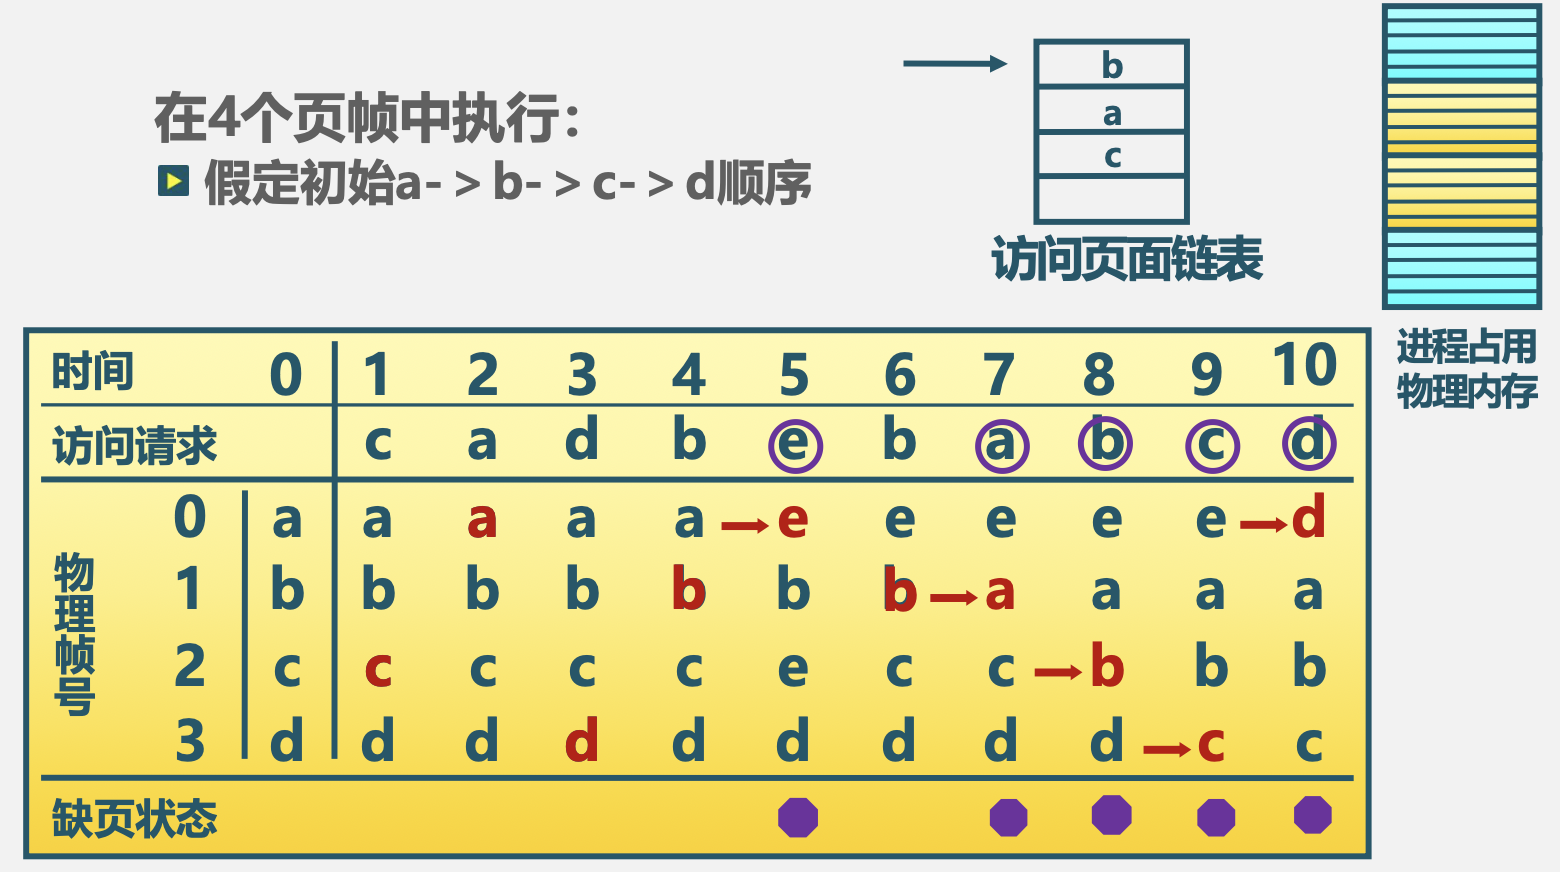 在4个页帧中执行：
假定初始a->b->c->d顺序
b
a
c
访问页面链表
进程占用
物理内存
时间 0 1 2 3 4 5 6 7 8 9 10
访问请求 c a d b e b a b c d
物理帧号
0 a a a a a e e e e e d
1 b b b b b b b a a a a
2 c c c c c e c c b b b
3 d d d d d d d d d c c
缺页状态